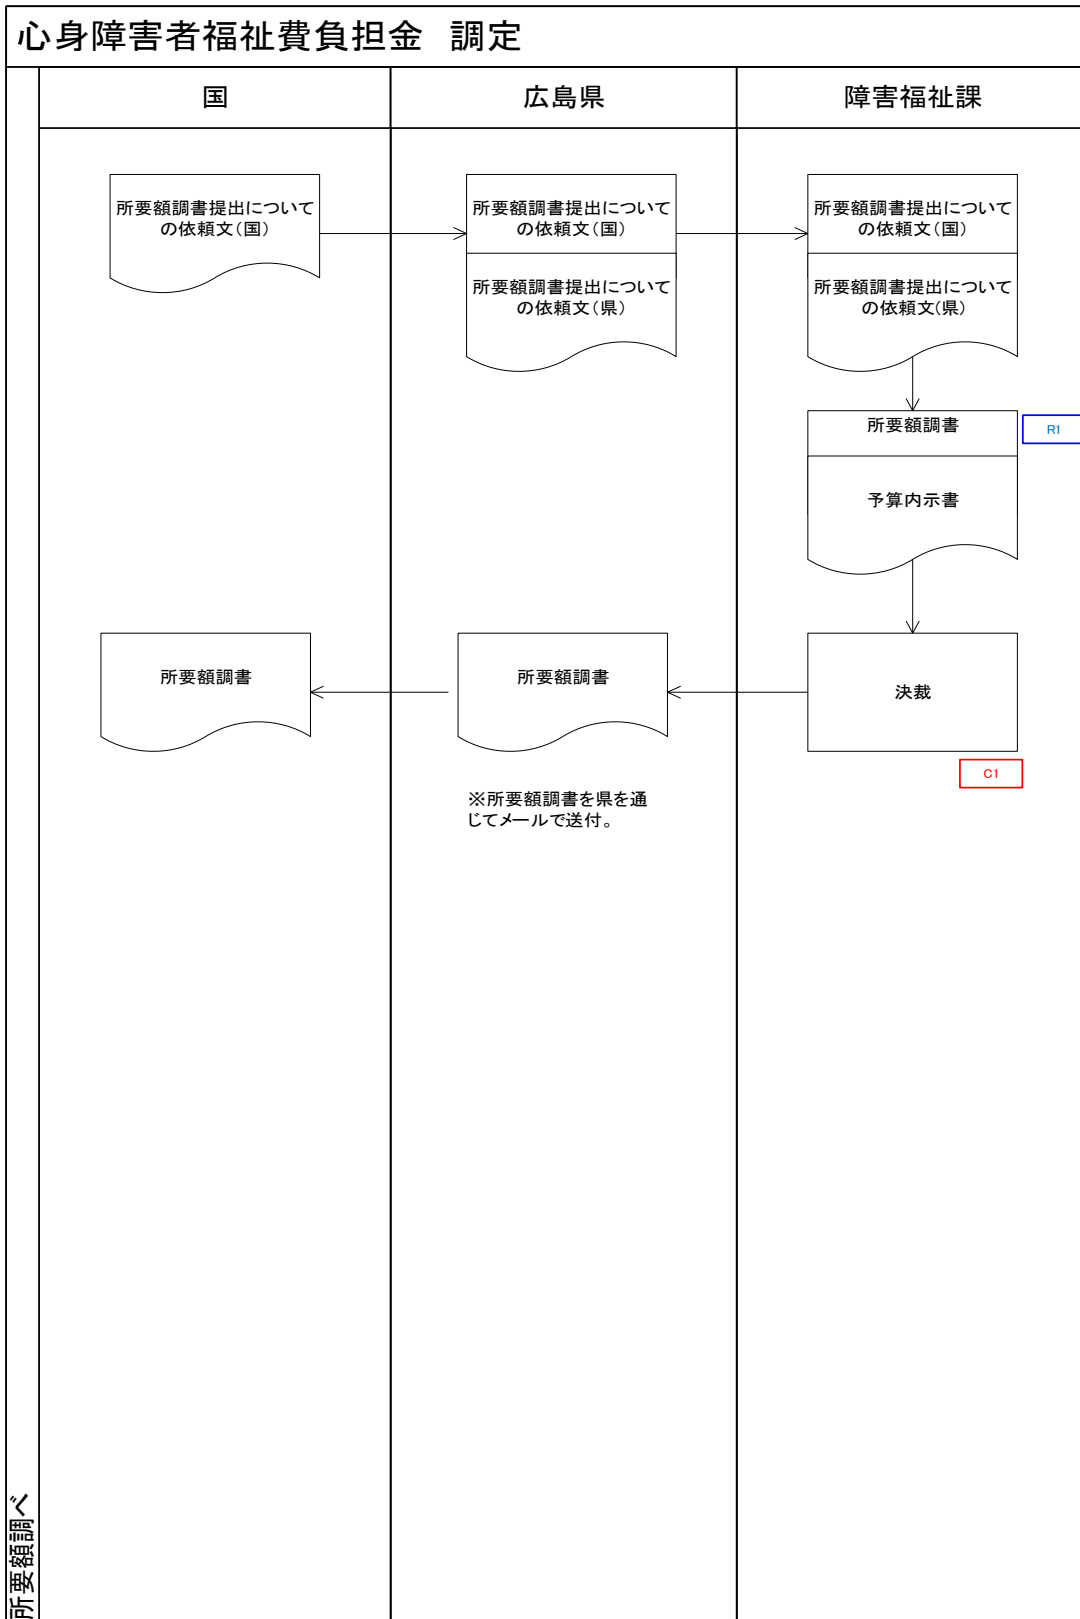 心身障害者福祉費負担金　調定
国
広島県
障害福祉課
所要額調書提出について
の依頼文（国）
所要額調書提出について
の依頼文（国）
所要額調書提出について
の依頼文（県）
所要額調書提出について
の依頼文（国）
所要額調書提出について
の依頼文（県）
所要額調書
R1
予算内示書
所要額調書
所要額調書
決裁
C1
※所要額調書を県を通
じてメールで送付。
所要額調べ